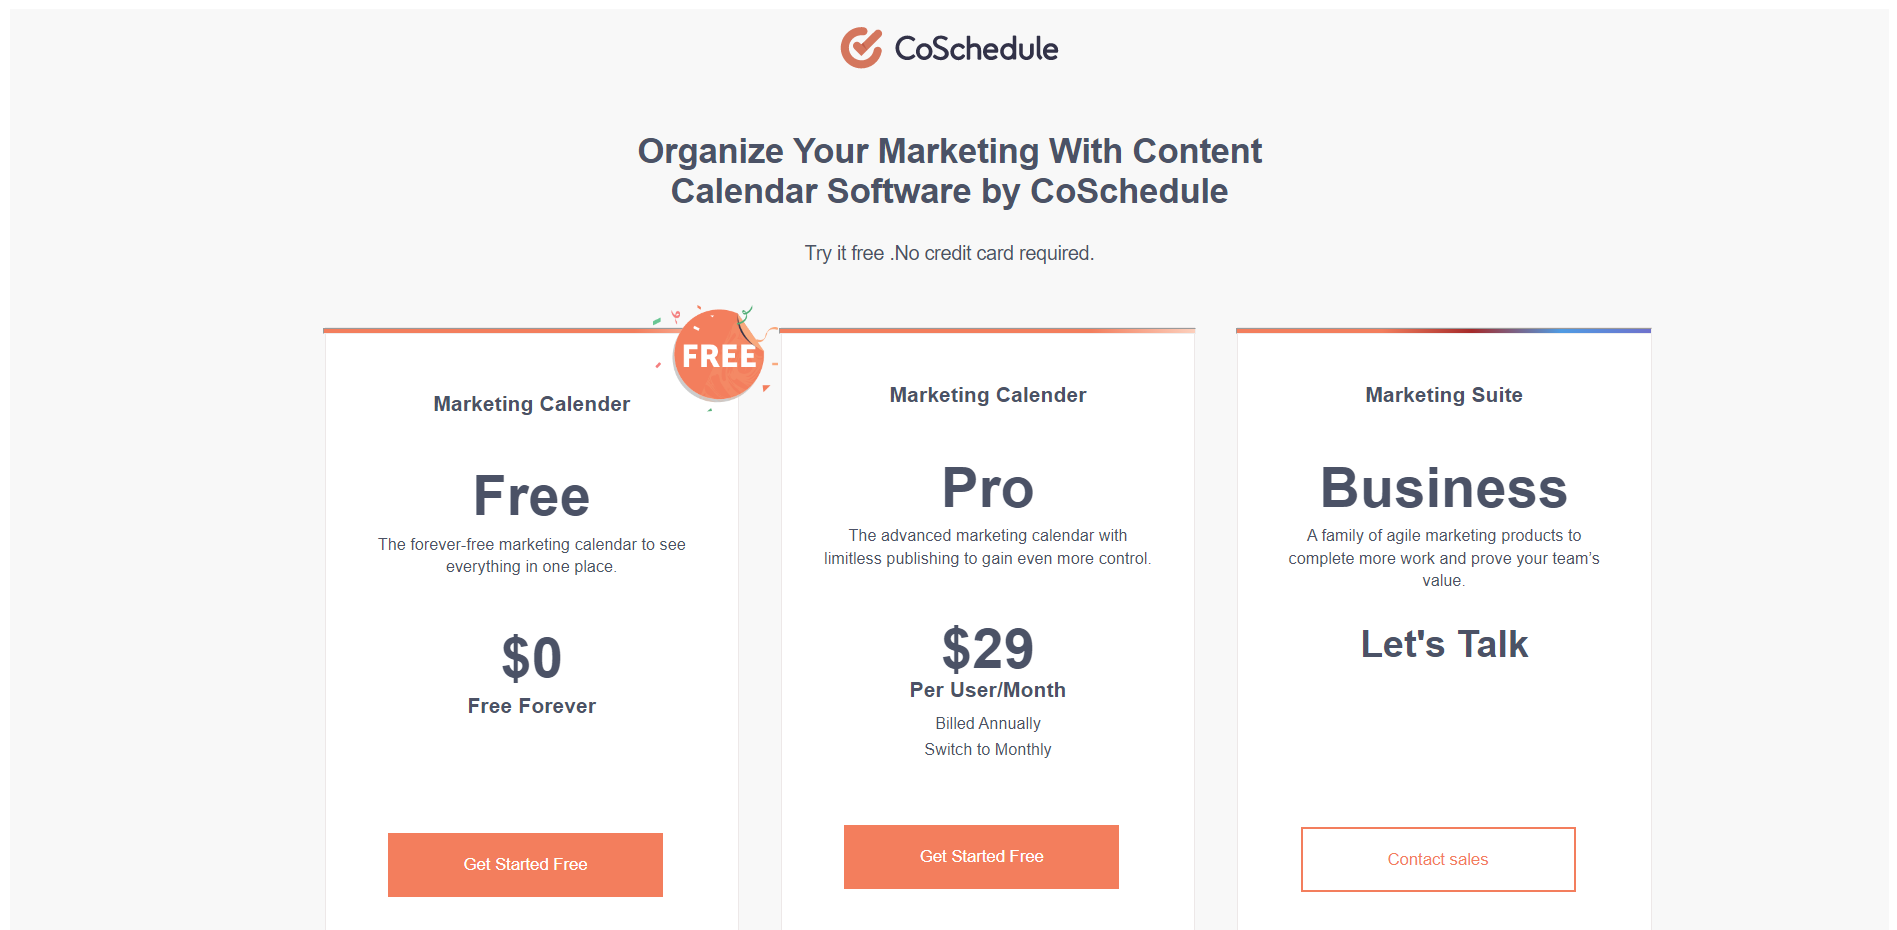 CoSchedule
Organize Your Marketing With Content
Calendar Software by CoSchedule
Try it free .No credit card required.
FREE
Marketing Calender
Free
The forever-free marketing calendar to see
everything in one place.
$0
Free Forever
Get Started Free
Marketing Calender
Pro
The advanced marketing calendar with
limitless publishing to gain even more control.
$29
Per User/Month
Billed Annually
Switch to Monthly
Get Started Free
Marketing Suite
Business
A family of agile marketing products to
complete more work and prove your team’s
value.
Let's Talk
Contact sales